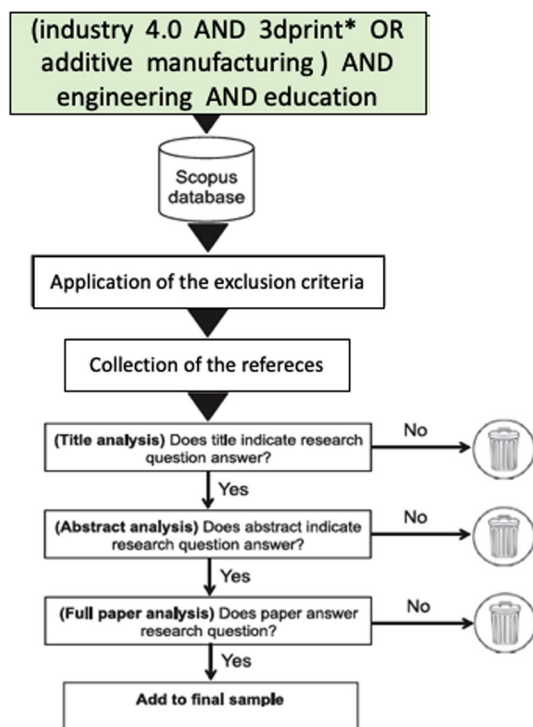 (industry 4.0 AND 3dprint* OR
additive manufacturing ) AND
engineering AND education
Scopus
database
Application of the exclusion criteria
Collection of the refereces
(Title analysis) Does title indicate research
question answer?
No
Yes
(Abstract analysis) Does abstract indicate
research question answer?
No
Yes
(Full paper analysis) Does paper answer
research question?
No
Yes
Add to final sample